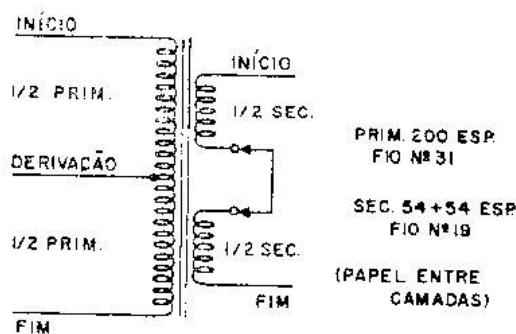 INÍCIO
1/2 PRIM.
DERIVAÇÃO
1/2 PRIM.
FIM
INÍCIO
1/2 SEC.
1/2 SEC.
FIM
PRIM. 200 ESP.
FIO Nº 31
SEC. 54+54 ESP
FIO Nº 19
(PAPEL ENTRE
CAMADAS)